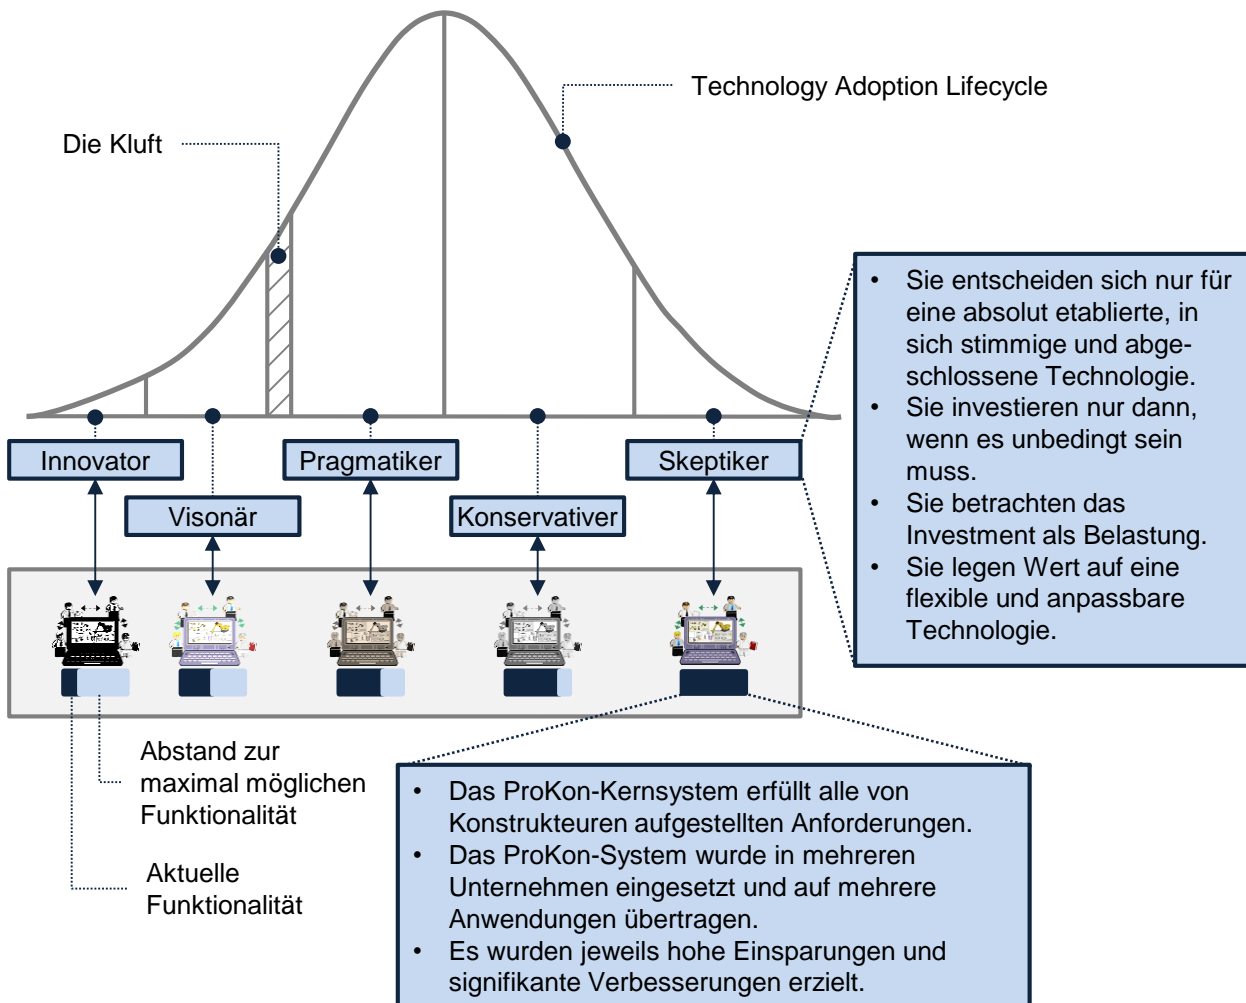 Technology Adoption Lifecycle
Die Kluft
Innovator
Visonär
Pragmatiker
Konservativer
Skeptiker
• Sie entscheiden sich nur für
eine absolut etablierte, in
sich stimmige und abge-
schlossene Technologie.
• Sie investieren nur dann,
wenn es unbedingt sein
muss.
• Sie betrachten das
Investment als Belastung.
• Sie legen Wert auf eine
flexible und anpassbare
Technologie.
Abstand zur
maximal möglichen
Funktionalität
Aktuelle
Funktionalität
• Das ProKon-Kernsystem erfüllt alle von
Konstrukteuren aufgestellten Anforderungen.
• Das ProKon-System wurde in mehreren
Unternehmen eingesetzt und auf mehrere
Anwendungen übertragen.
• Es wurden jeweils hohe Einsparungen und
signifikante Verbesserungen erzielt.